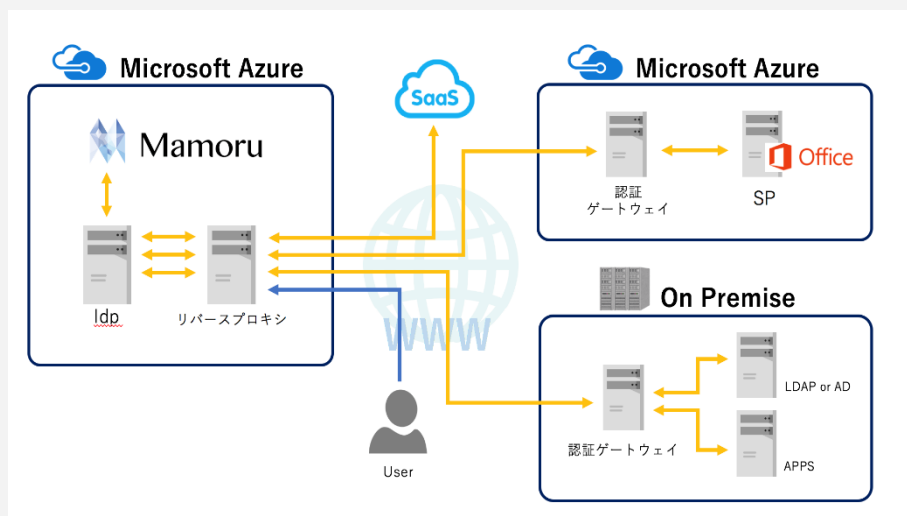 Microsoft Azure
Mamoru
Idp
リバースプロキシ
SaaS
WWW
User
Microsoft Azure
認証
ゲートウェイ
Office
SP
On Premise
認証ゲートウェイ
LDAP or AD
APPS